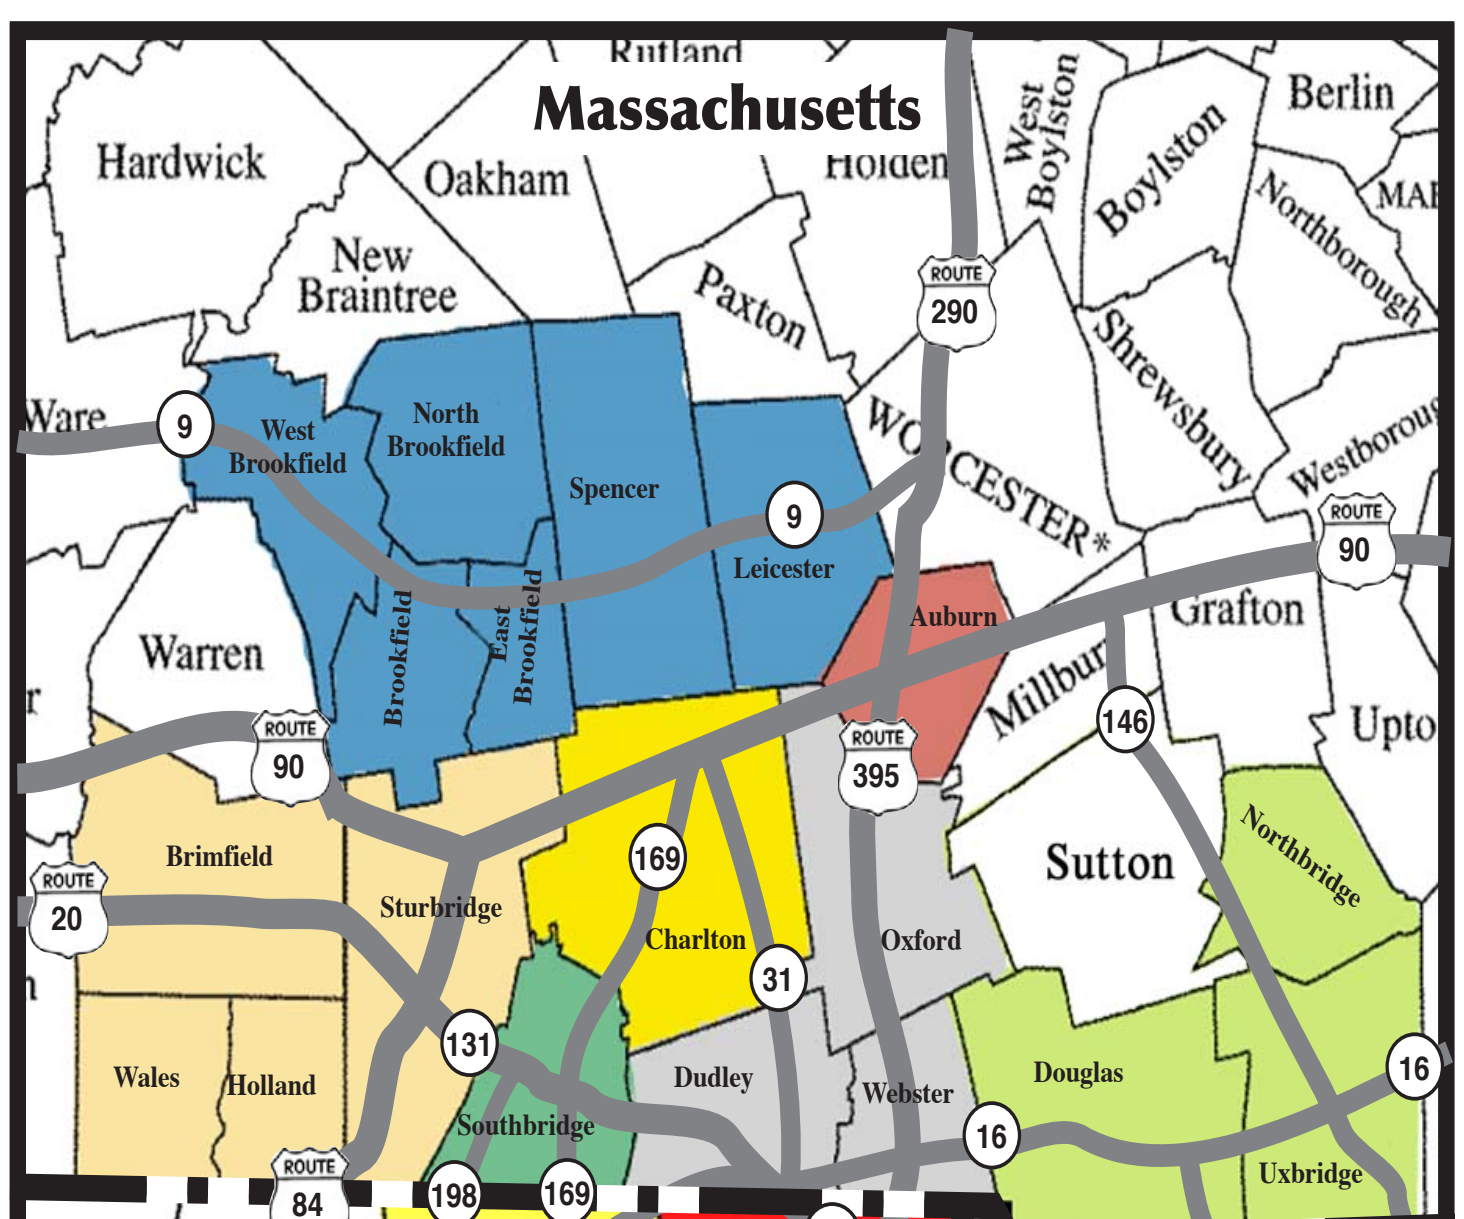 Rutland
Massachusetts
Hardwick
Oakham
Holden
West
Boylston
Boylston
Berlin
Northborough
New
Braintree
Paxton
ROUTE
290
Shrewsbury
Ware
9
West
Brookfield
North
Brookfield
Spencer
9
Leicester
WORCESTER*
Westboroug
ROUTE
90
Auburn
Grafton
Warren
Brookfield
East
Brookfield
Millbur
146
Upto
r
ROUTE
90
ROUTE
395
Brimfield
169
Sutton
Northbridge
ROUTE
20
Sturbridge
Charlton
31
Oxford
n
131
Wales
Holland
Dudley
Webster
Douglas
16
Southbridge
16
Uxbridge
ROUTE
84
198
169